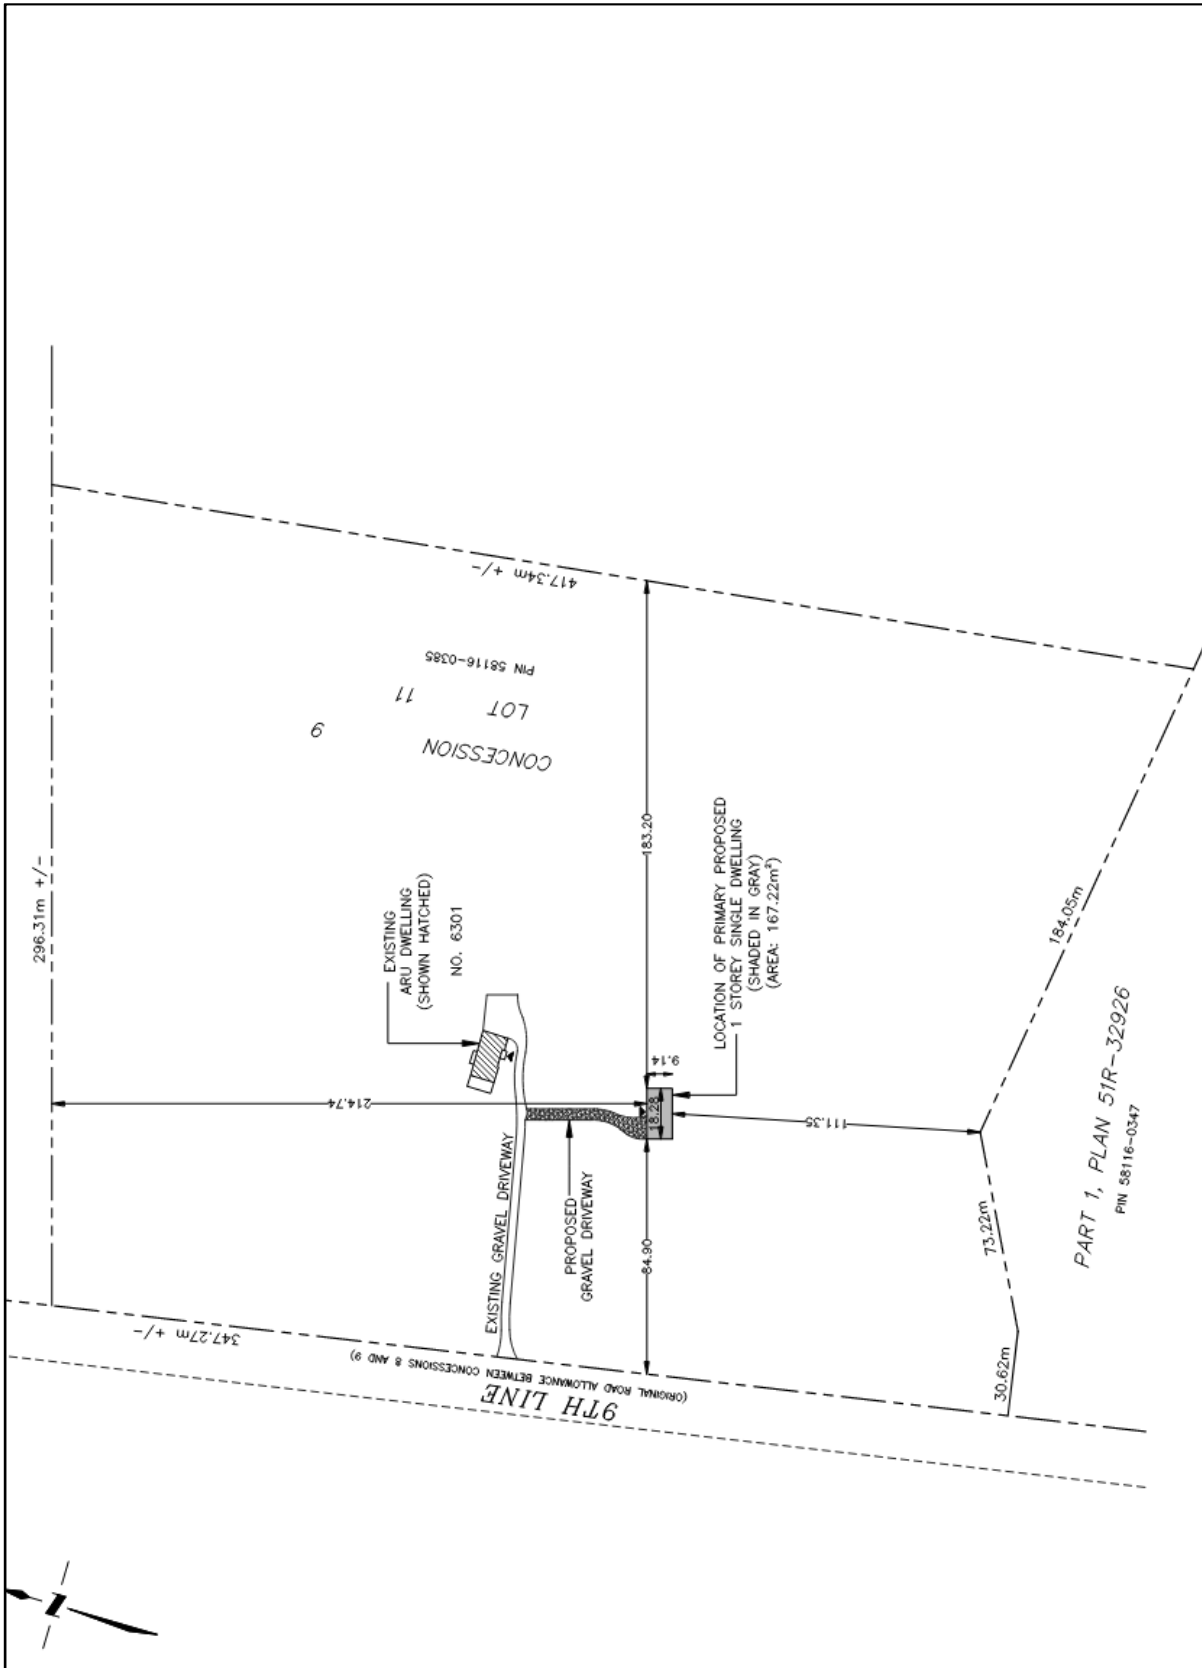 296.31m +/-
417.34m +/-
PIN 58116-0385
LOT 11
CONCESSION 9
EXISTING
ARU DWELLING
(SHOWN HATCHED)
NO. 6301
183.20
LOCATION OF PRIMARY PROPOSED
1 STOREY SINGLE DWELLING
(SHADED IN GRAY)
(AREA: 167.22m²)
9.14
18.28
214.74
111.35
184.05m
EXISTING GRAVEL DRIVEWAY
PROPOSED
GRAVEL DRIVEWAY
84.90
73.22m
PART 1, PLAN 51R-32926
PIN 58116-0347
30.62m
347.27m +/-
(ORIGINAL ROAD ALLOWANCE BETWEEN CONCESSIONS 8 AND 9)
9TH LINE
N